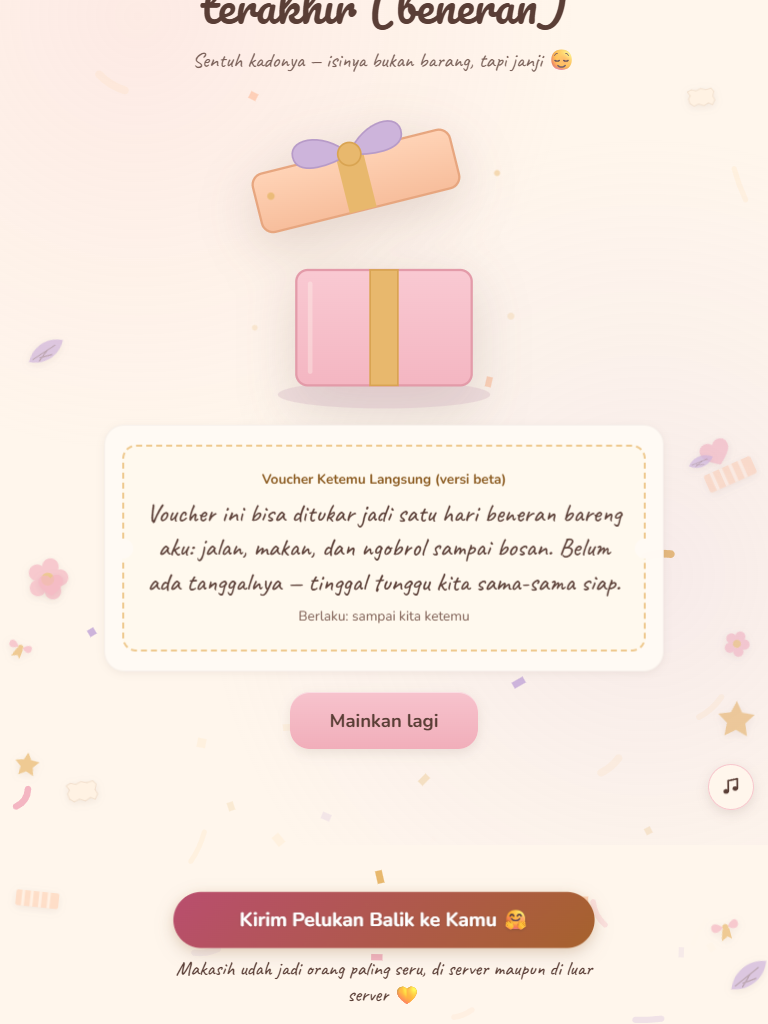 terakhir (beneran)
Sentuh kadonya — isinya bukan barang, tapi janji 😌
Voucher Ketemu Langsung (versi beta)
Voucher ini bisa ditukar jadi satu hari beneran bareng
aku: jalan, makan, dan ngobrol sampai bosan. Belum
ada tanggalnya — tinggal tunggu kita sama-sama siap.
Berlaku: sampai kita ketemu
Mainkan lagi
Kirim Pelukan Balik ke Kamu 🤗
Makasih udah jadi orang paling seru, di server maupun di luar
server 💛